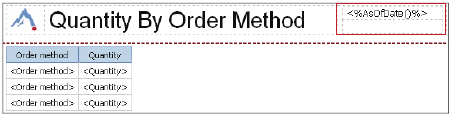 Quantity By Order Method
<%AsOfDate()%>
Order method Quantity
<Order method> <Quantity>
<Order method> <Quantity>
<Order method> <Quantity>